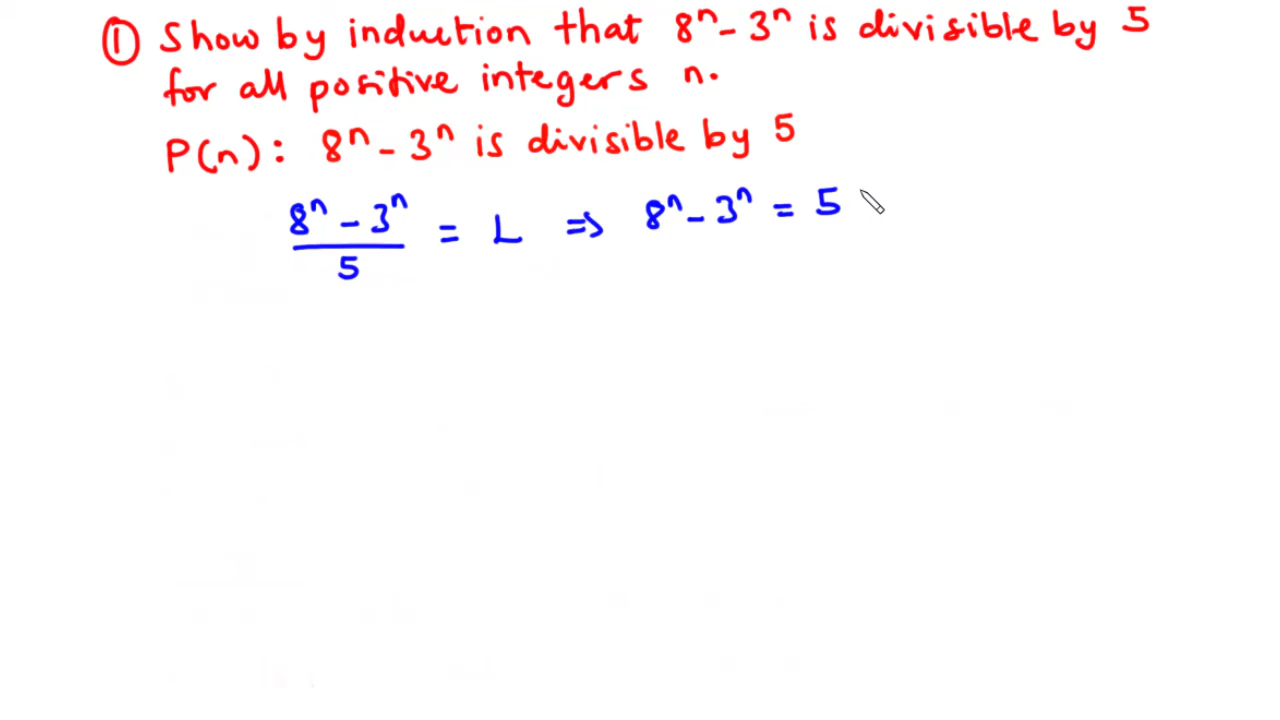 ① Show by induction that 8ⁿ - 3ⁿ is divisible by 5
for all positive integers n.
P(n): 8ⁿ - 3ⁿ is divisible by 5
(8ⁿ - 3ⁿ)/5 = L ⇒ 8ⁿ - 3ⁿ = 5